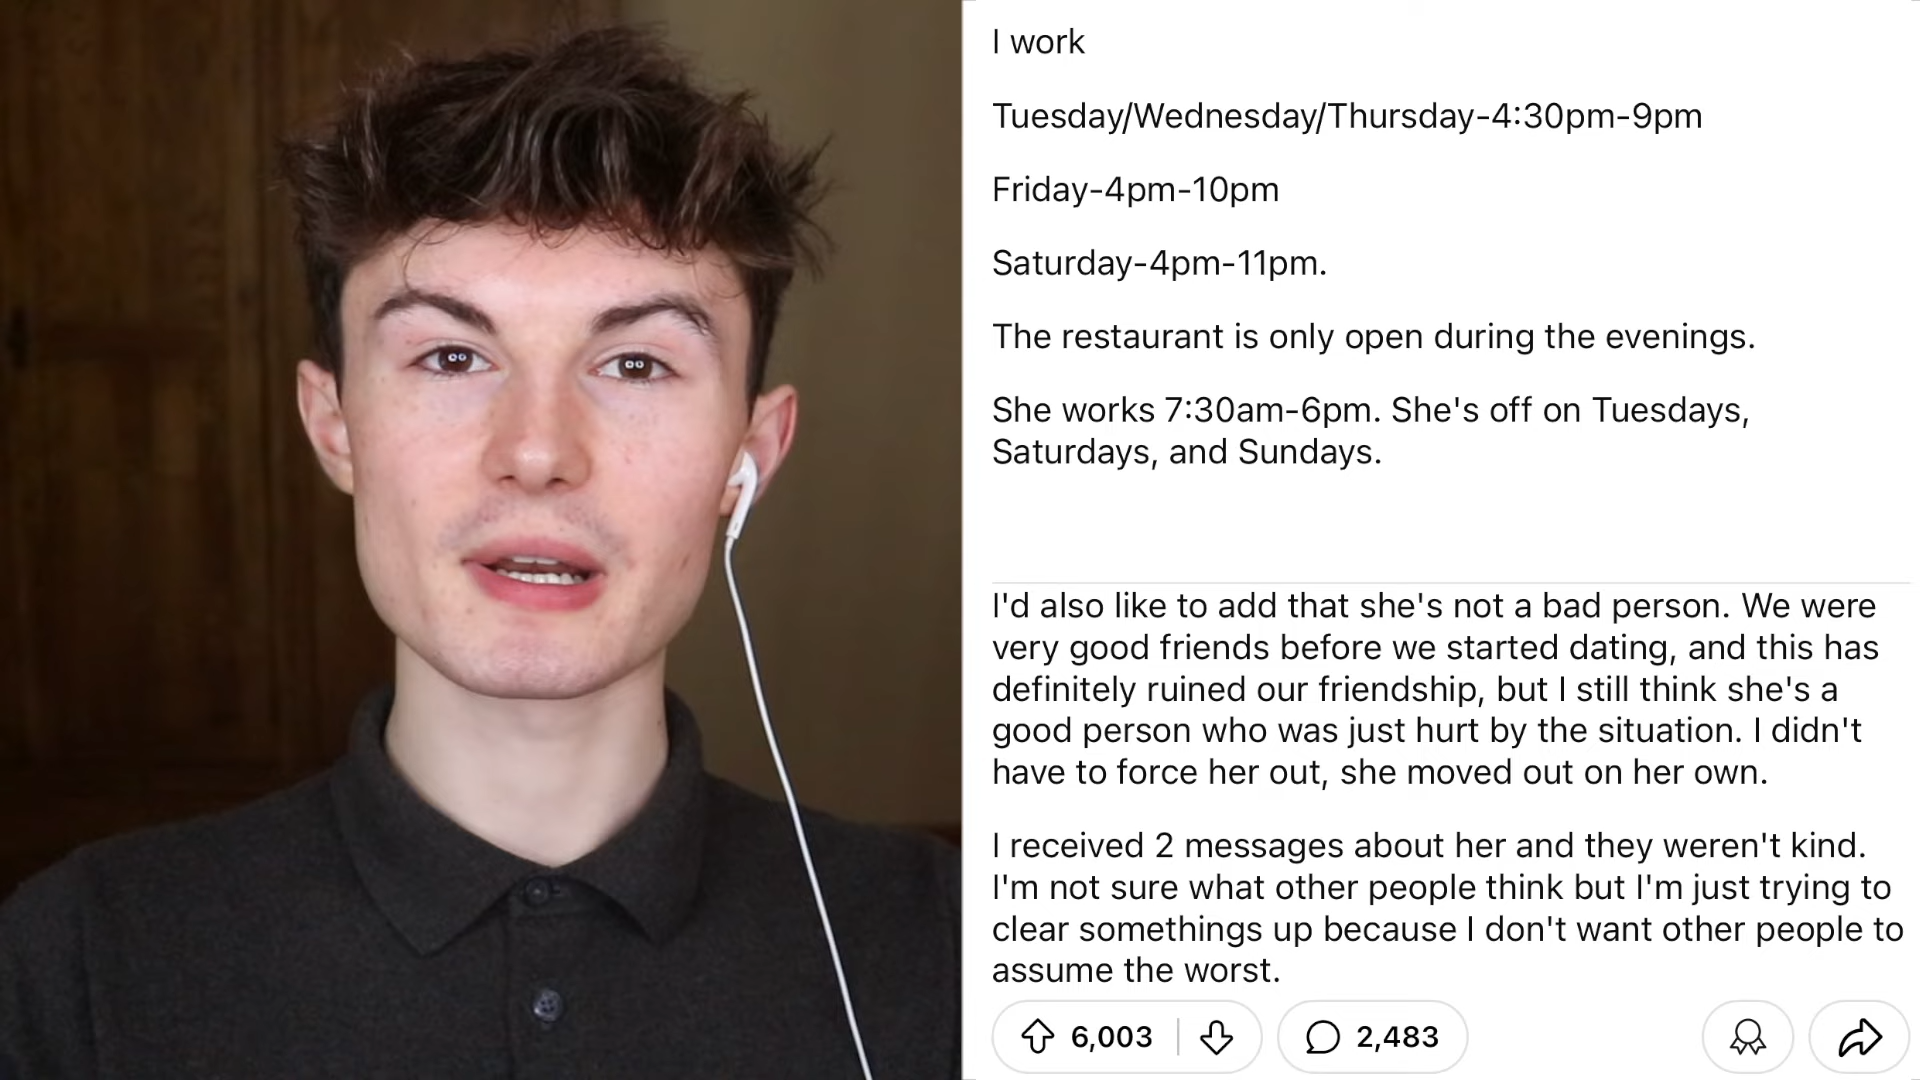 I work
Tuesday/Wednesday/Thursday-4:30pm-9pm
Friday-4pm-10pm
Saturday-4pm-11pm.
The restaurant is only open during the evenings.
She works 7:30am-6pm. She's off on Tuesdays,
Saturdays, and Sundays.
I'd also like to add that she's not a bad person. We were
very good friends before we started dating, and this has
definitely ruined our friendship, but I still think she's a
good person who was just hurt by the situation. I didn't
have to force her out, she moved out on her own.
I received 2 messages about her and they weren't kind.
I'm not sure what other people think but I'm just trying to
clear somethings up because I don't want other people to
assume the worst.
6,003 2,483